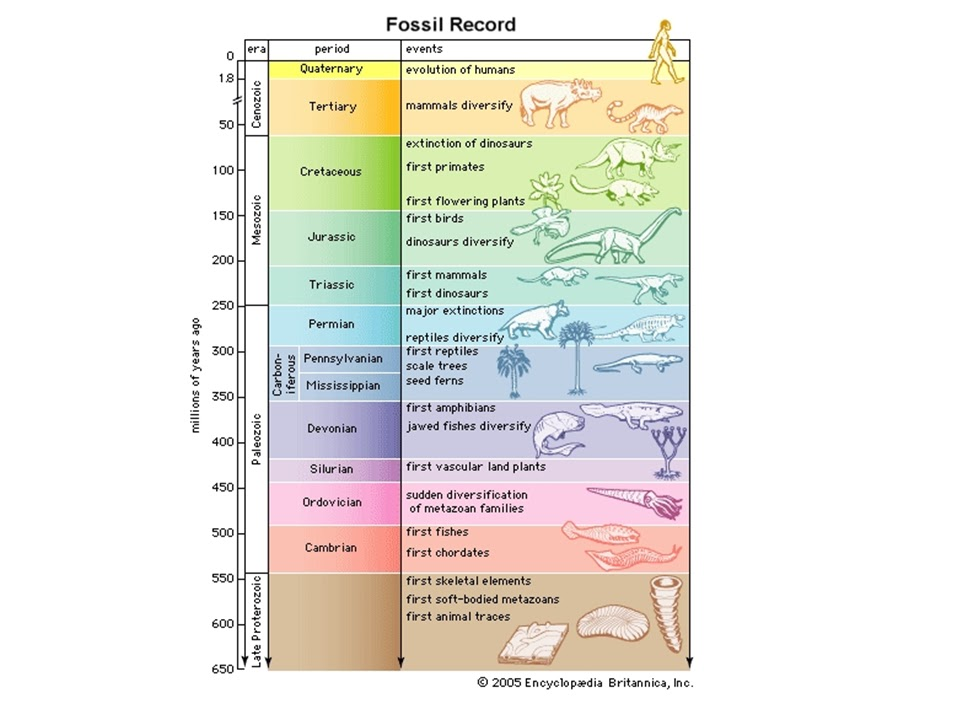 Fossil Record
era period events
0
Quaternary evolution of humans
1.8
Cenozoic
Tertiary mammals diversify
50
extinction of dinosaurs
100
Cretaceous
first primates
first flowering plants
150
Mesozoic
first birds
Jurassic
dinosaurs diversify
200
first mammals
Triassic
first dinosaurs
250
major extinctions
Permian
reptiles diversify
300
millions of years ago
Carbon-
iferous
Pennsylvanian
first reptiles
scale trees
Mississippian
seed ferns
350
first amphibians
Devonian
jawed fishes diversify
400
Paleozoic
Silurian first vascular land plants
450
Ordovician
sudden diversification
of metazoan families
500
first fishes
Cambrian
first chordates
550
first skeletal elements
first soft-bodied metazoans
600
first animal traces
Late Proterozoic
650
© 2005 Encyclopædia Britannica, Inc.